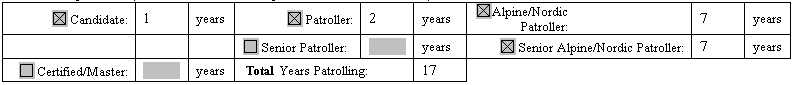 ☒ Candidate: 1 years ☒ Patroller: 2 years ☒ Alpine/Nordic Patroller: 7 years
☐ Senior Patroller: years ☒ Senior Alpine/Nordic Patroller: 7 years
☐ Certified/Master: years Total Years Patrolling: 17